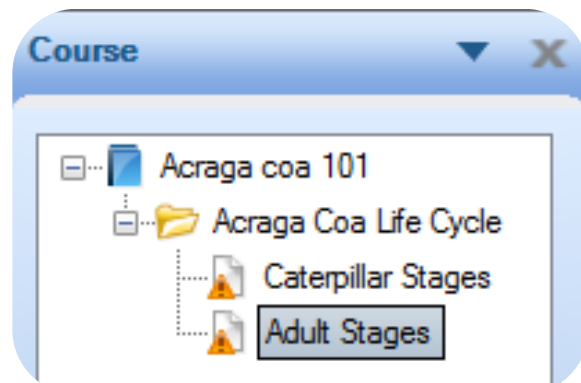 Course
Acraga coa 101
Acraga Coa Life Cycle
Caterpillar Stages
Adult Stages